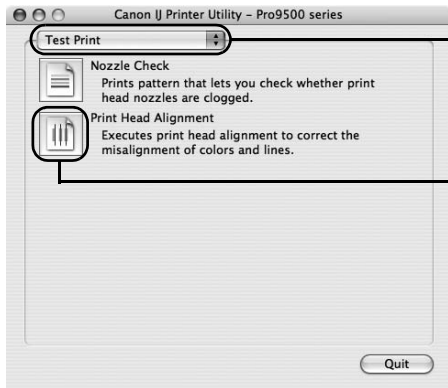 Canon IJ Printer Utility – Pro9500 series
Test Print
Nozzle Check
Prints pattern that lets you check whether print
head nozzles are clogged.
Print Head Alignment
Executes print head alignment to correct the
misalignment of colors and lines.
Quit